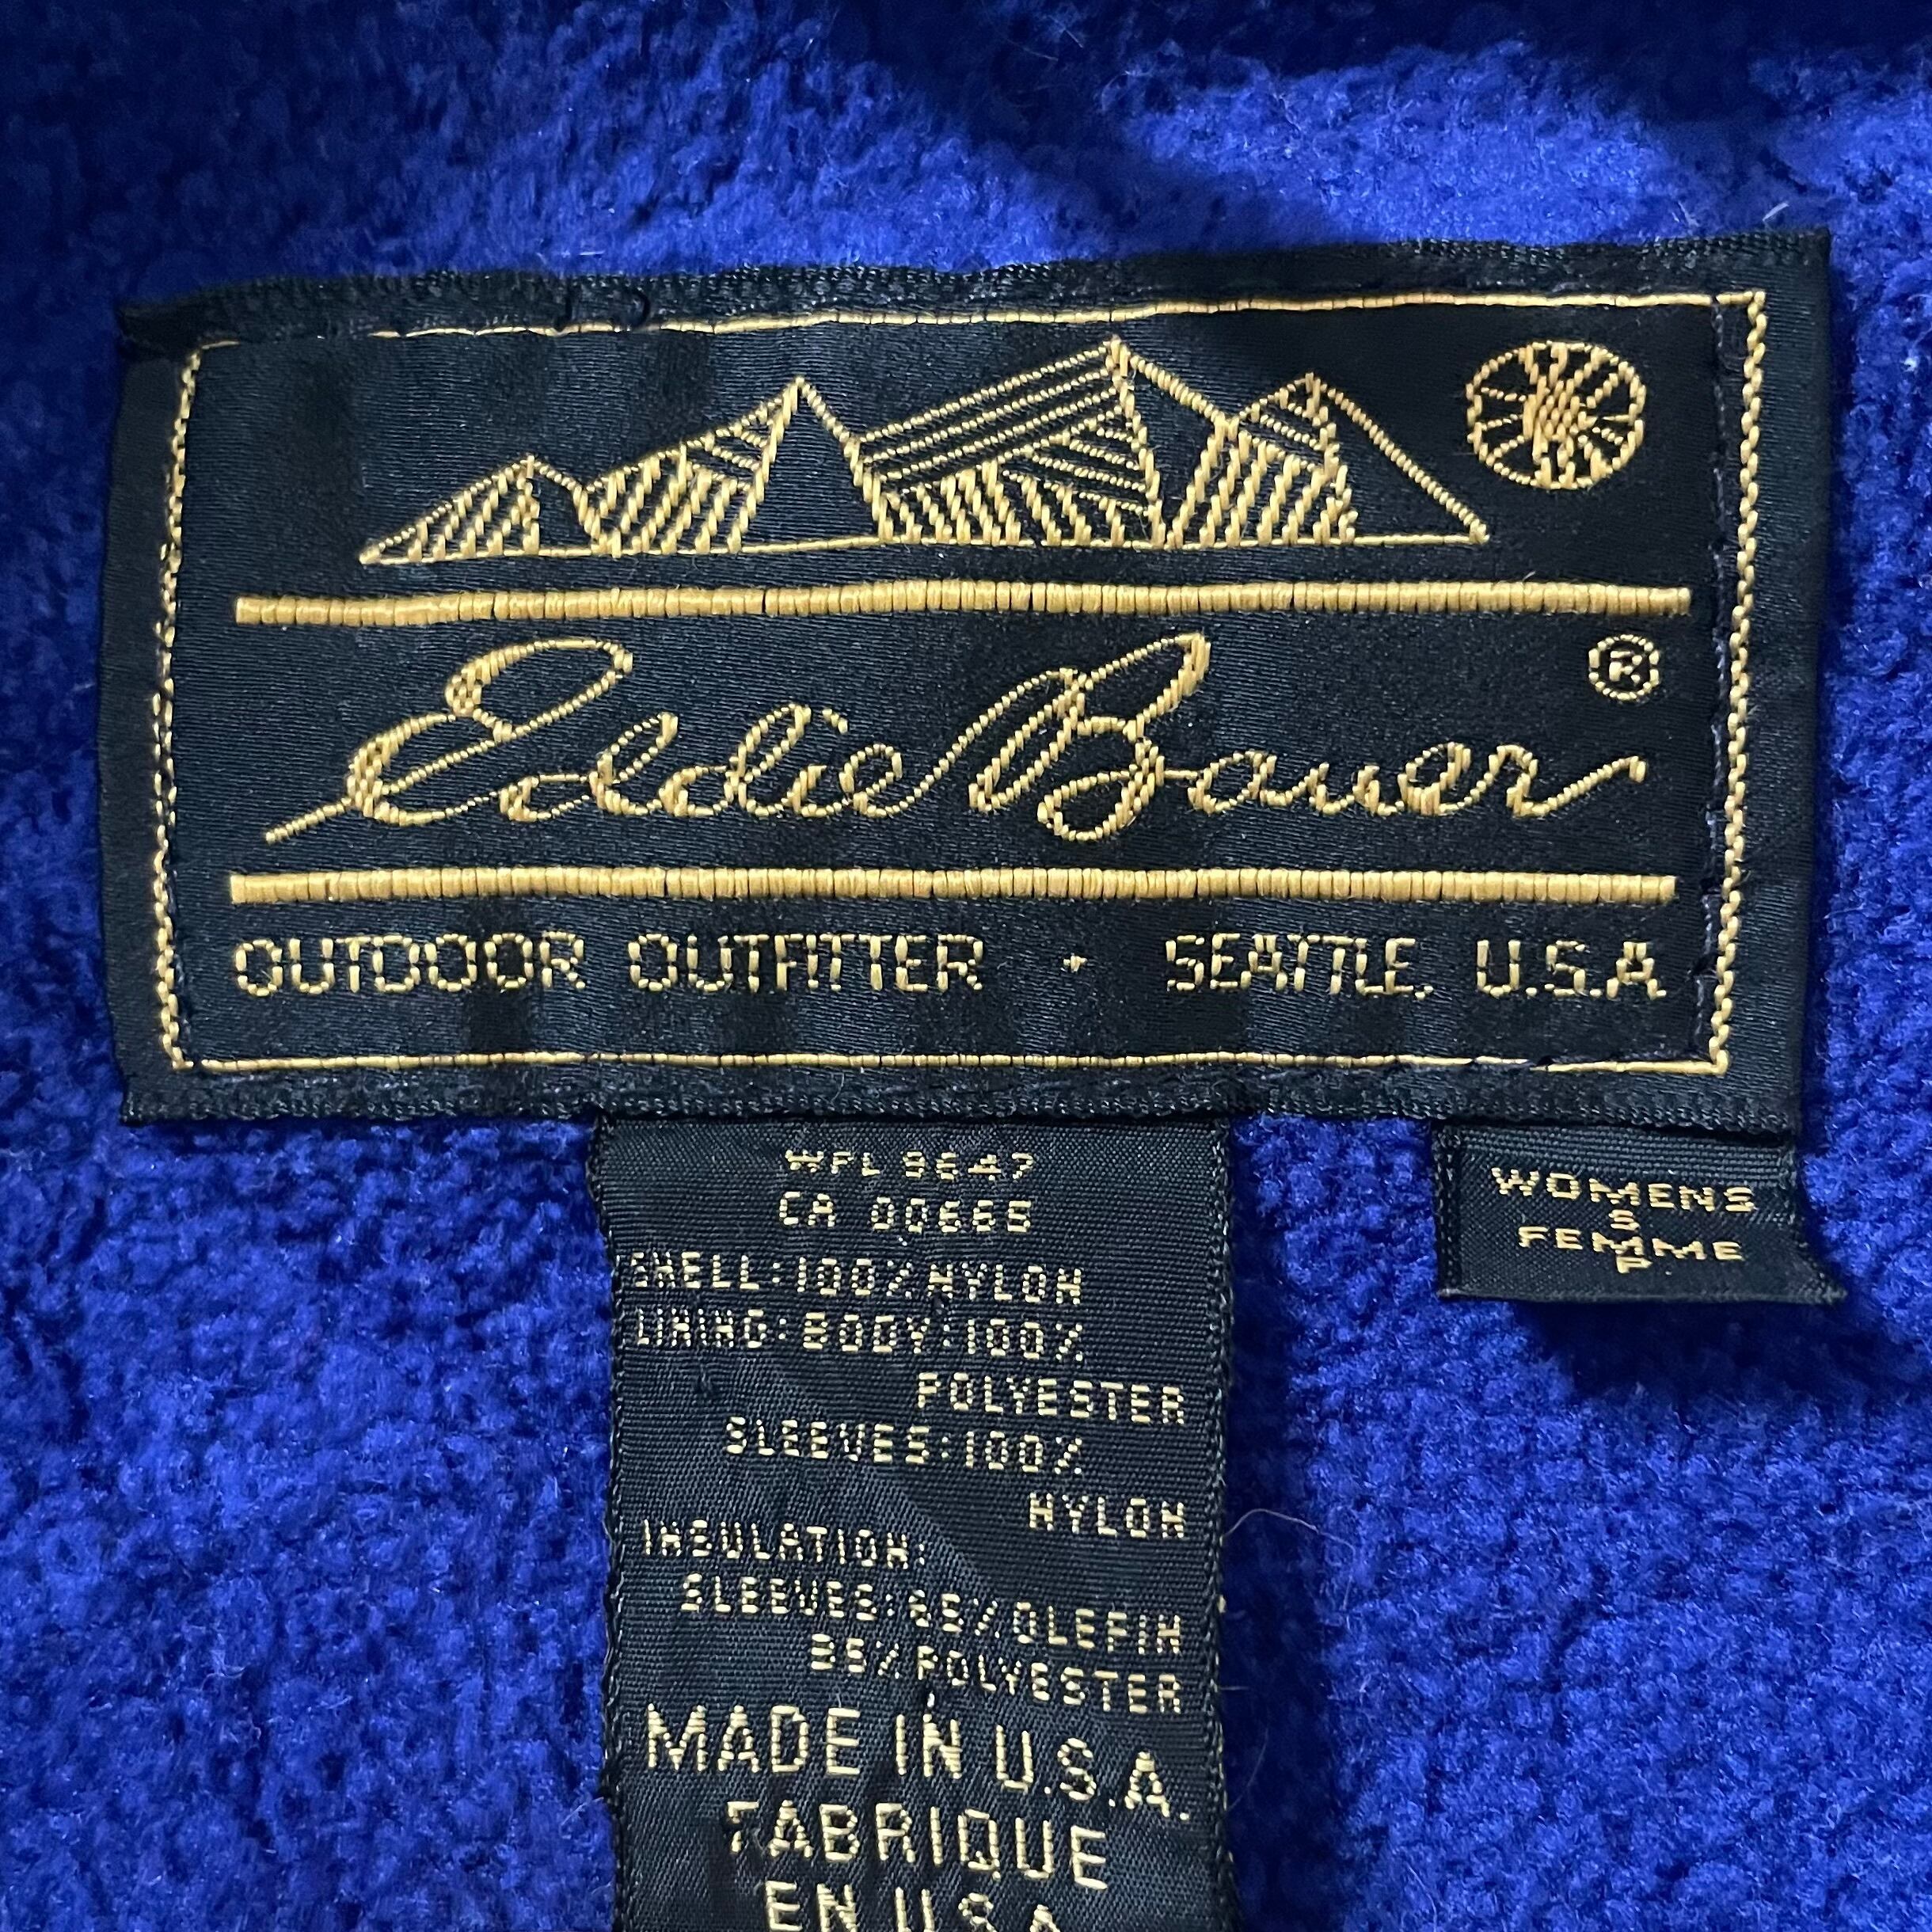 Eddie Bauer ®
OUTDOOR OUTFITTER · SEATTLE, U.S.A.
WPL 9647
CA 00665
SHELL: 100% NYLON
LINING: BODY: 100%
POLYESTER
SLEEVES: 100%
NYLON
INSULATION:
SLEEVES: 65% OLEFIN
35% POLYESTER
MADE IN U.S.A.
FABRIQUE
EN U.S.A.
WOMENS
S
FEMME
P